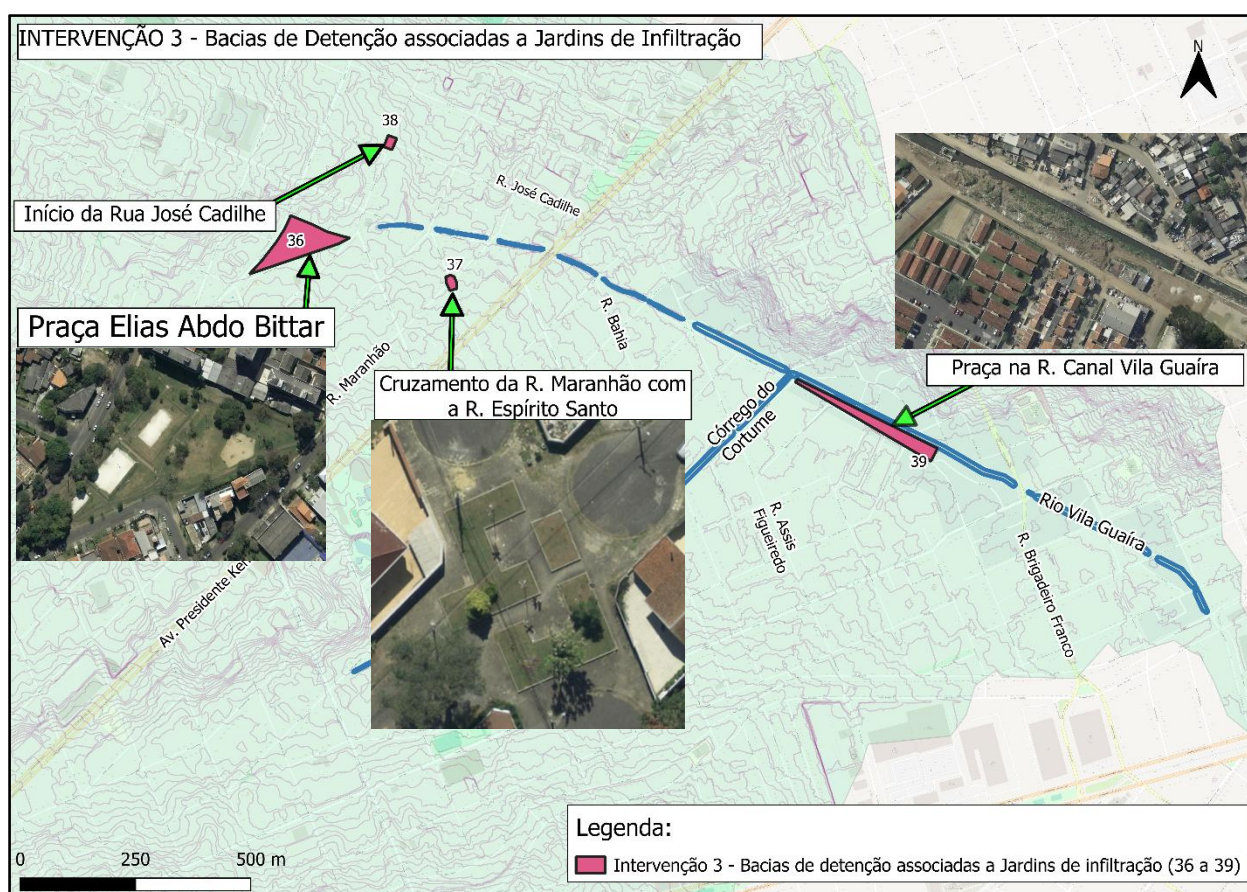 INTERVENÇÃO 3 - Bacias de Detenção associadas a Jardins de Infiltração
N
38
R. José Cadilhe
Início da Rua José Cadilhe
36
37
Praça Elias Abdo Bittar
R. Bahia
R. Maranhão
Cruzamento da R. Maranhão com
a R. Espírito Santo
Praça na R. Canal Vila Guaíra
Córrego do
Cortume
39
R. Assis
Figueiredo
Rio Vila Guaíra
R. Brigadeiro Franco
Av. Presidente
Legenda:
Intervenção 3 - Bacias de detenção associadas a Jardins de infiltração (36 a 39)
0 250 500 m